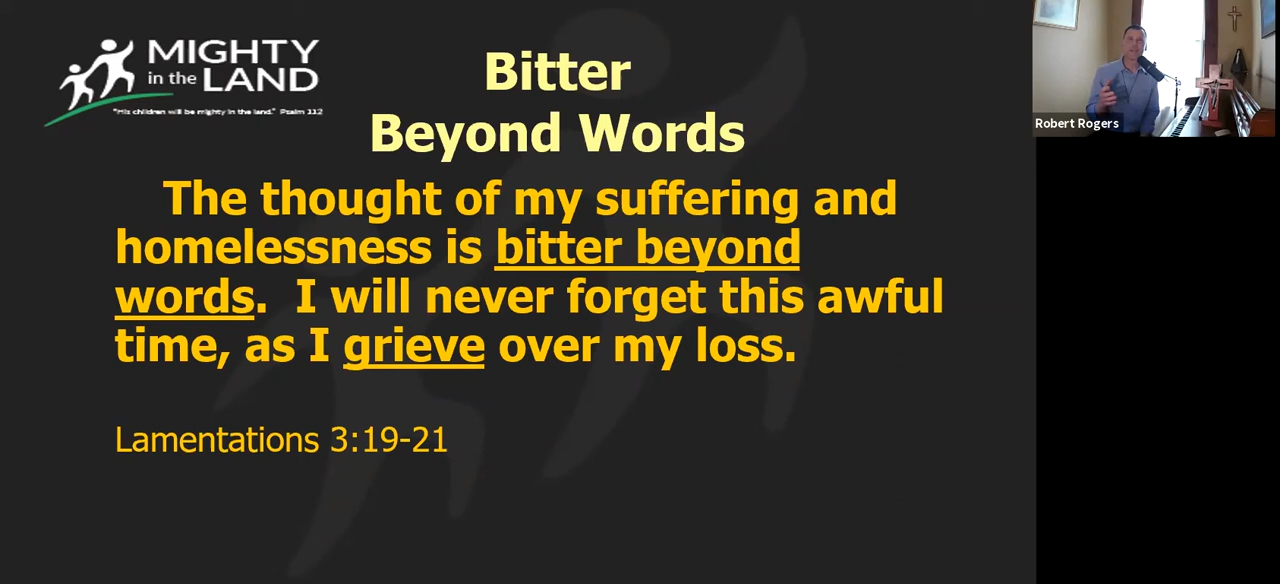 MIGHTY
in the LAND
"His children will be mighty in the land." Psalm 112
Bitter
Beyond Words
The thought of my suffering and
homelessness is bitter beyond
words. I will never forget this awful
time, as I grieve over my loss.
Lamentations 3:19-21
Robert Rogers